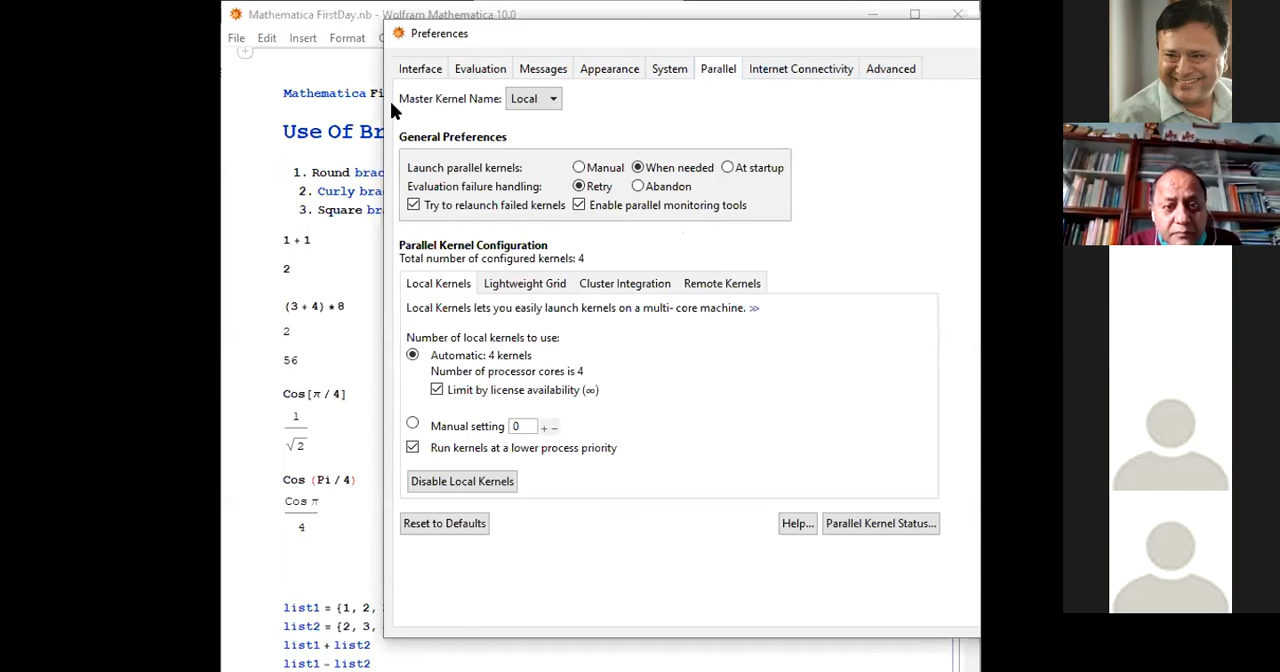 Mathematica FirstDay.nb * - Wolfram Mathematica 10.0
File Edit Insert Format
Mathematica
Use Of
1. Round
2. Curly
3. Square
1 + 1
2
(3 + 4) * 8
2
56
Cos[π / 4]
1
√2
Cos (Pi / 4)
Cos π
4
list1 = {1, 2,
list2 = {2, 3,
list1 + list2
list1 - list2
Preferences
Interface Evaluation Messages Appearance System Parallel Internet Connectivity Advanced
Master Kernel Name: Local
General Preferences
Launch parallel kernels: Manual When needed At startup
Evaluation failure handling: Retry Abandon
Try to relaunch failed kernels Enable parallel monitoring tools
Parallel Kernel Configuration
Total number of configured kernels: 4
Local Kernels Lightweight Grid Cluster Integration Remote Kernels
Local Kernels lets you easily launch kernels on a multi- core machine. »
Number of local kernels to use:
Automatic: 4 kernels
Number of processor cores is 4
Limit by license availability (∞)
Manual setting 0 + −
Run kernels at a lower process priority
Disable Local Kernels
Reset to Defaults Help... Parallel Kernel Status...